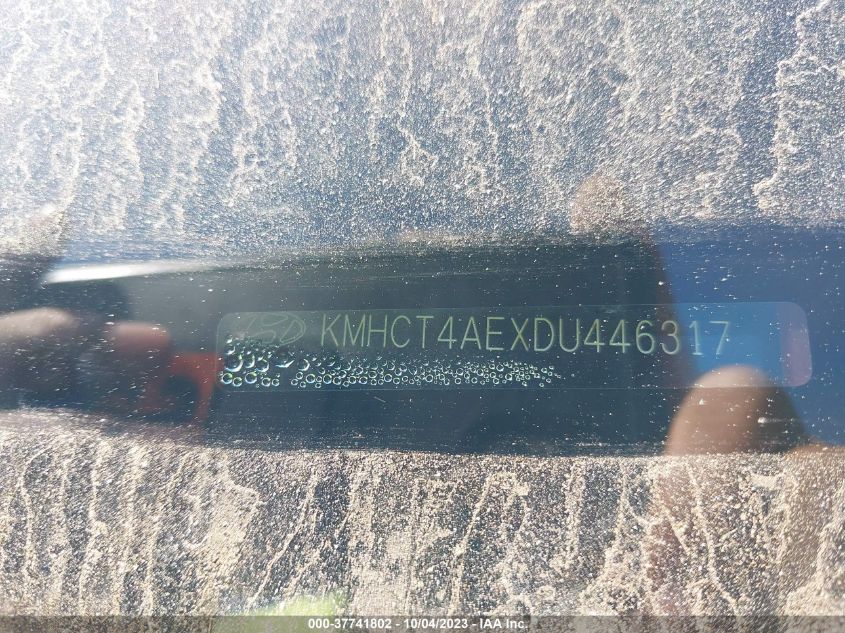 KMHCT4AEXDU446317
000-37741802 - 10/04/2023 - IAA Inc.